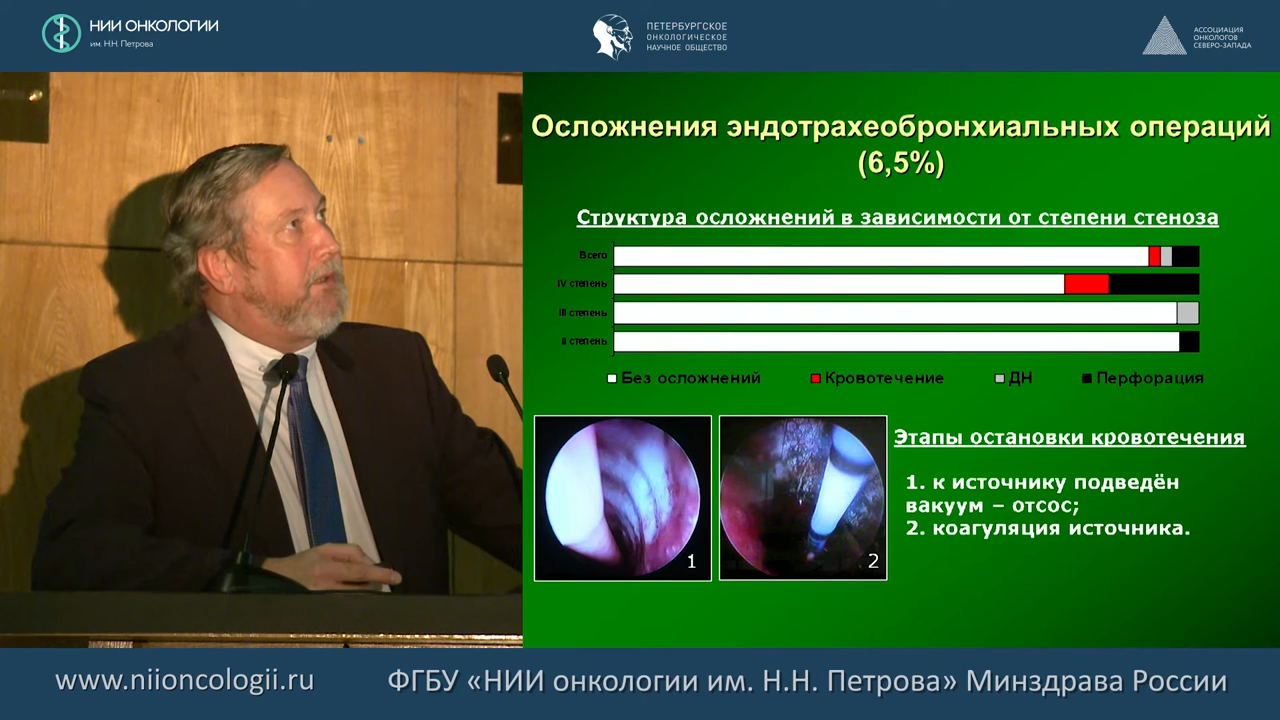 НИИ ОНКОЛОГИИ
им. Н.Н. Петрова
ПЕТЕРБУРГСКОЕ
ОНКОЛОГИЧЕСКОЕ
НАУЧНОЕ ОБЩЕСТВО
АССОЦИАЦИЯ
ОНКОЛОГОВ
СЕВЕРО-ЗАПАДА
Осложнения эндотрахеобронхиальных операций
(6,5%)
Структура осложнений в зависимости от степени стеноза
Всего
IV степень
III степень
II степень
Без осложнений
Кровотечение
ДН
Перфорация
1
2
Этапы остановки кровотечения
1. к источнику подведён
вакуум – отсос;
2. коагуляция источника.
www.niioncologii.ru
ФГБУ «НИИ онкологии им. Н.Н. Петрова» Минздрава России